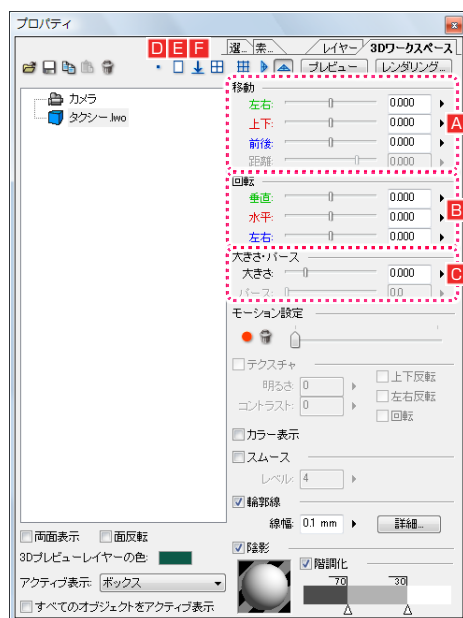 プロパティ
D E F
選... 索... レイヤー 3Dワークスペース
プレビュー レンダリング...
カメラ
タクシー.lwo
移動
左右: 0.000
上下: 0.000
A
前後: 0.000
距離: 0.000
回転
垂直: 0.000
水平: 0.000
B
左右: 0.000
大きさ・パース
大きさ: 0.000
C
パース: 0.0
モーション設定
テクスチャ
明るさ: 0
コントラスト: 0
上下反転
左右反転
回転
カラー表示
スムース
レベル: 4
輪郭線
線幅: 0.1 mm 詳細...
陰影
階調化
70 30
両面表示 面反転
3Dプレビューレイヤーの色:
アクティブ表示: ボックス
すべてのオブジェクトをアクティブ表示